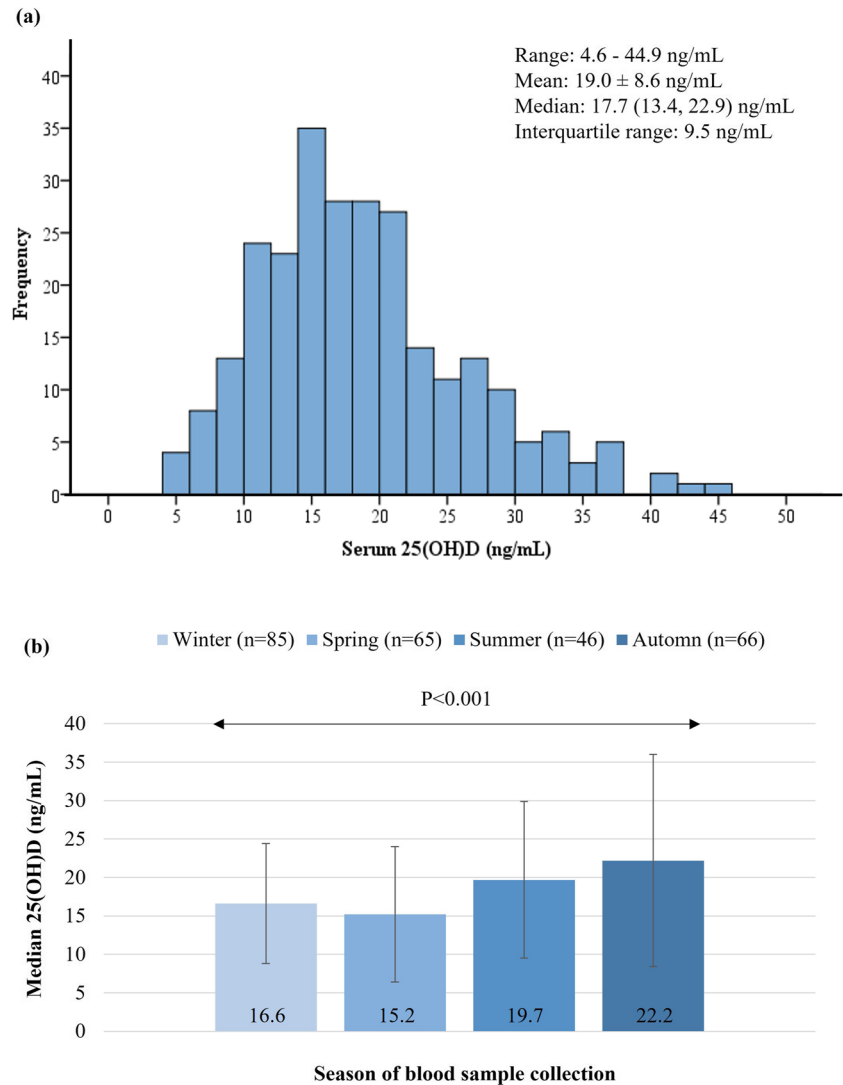 (a)
Range: 4.6 - 44.9 ng/mL
Mean: 19.0 ± 8.6 ng/mL
Median: 17.7 (13.4, 22.9) ng/mL
Interquartile range: 9.5 ng/mL
Frequency
40
35
30
25
20
15
10
5
0
0 5 10 15 20 25 30 35 40 45 50
Serum 25(OH)D (ng/mL)
(b)
Winter (n=85) Spring (n=65) Summer (n=46) Automn (n=66)
P<0.001
Median 25(OH)D (ng/mL)
40
35
30
25
20
15
10
5
0
16.6 15.2 19.7 22.2
Season of blood sample collection